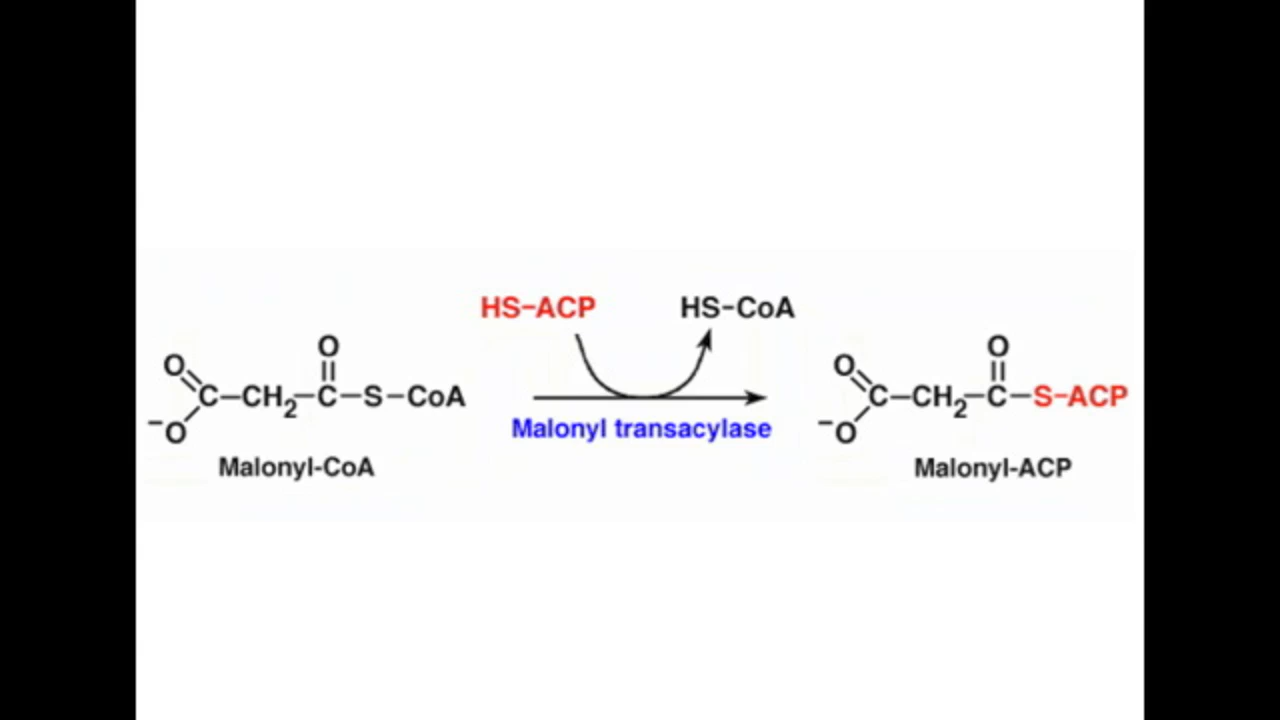 HS-ACP HS-CoA
O O
O O
C-CH2-C-S-CoA C-CH2-C-S-ACP
Malonyl transacylase
-O -O
Malonyl-CoA Malonyl-ACP